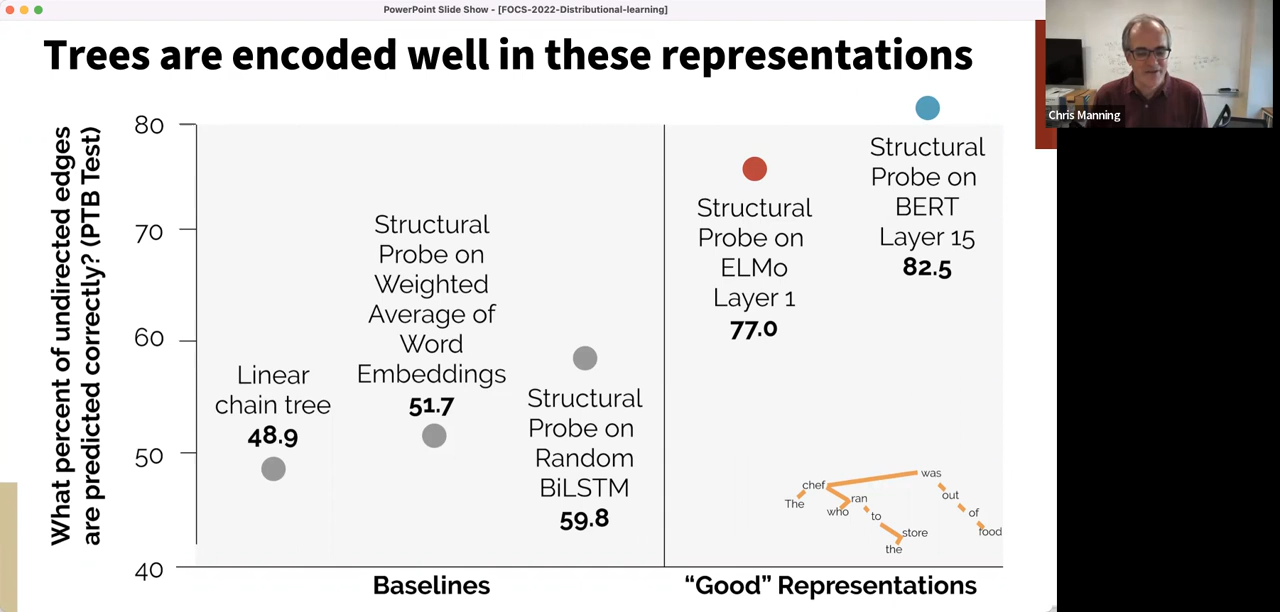 PowerPoint Slide Show - [FOCS-2022-Distributional-learning]
Trees are encoded well in these representations
Chris Manning
What percent of undirected edges
are predicted correctly? (PTB Test)
80
70
60
50
40
Linear
chain tree
48.9
Structural
Probe on
Weighted
Average of
Word
Embeddings
51.7
Structural
Probe on
Random
BiLSTM
59.8
Structural
Probe on
ELMo
Layer 1
77.0
Structural
Probe on
BERT
Layer 15
82.5
The
chef
who
ran
to
the
store
was
out
of
food
Baselines
“Good” Representations